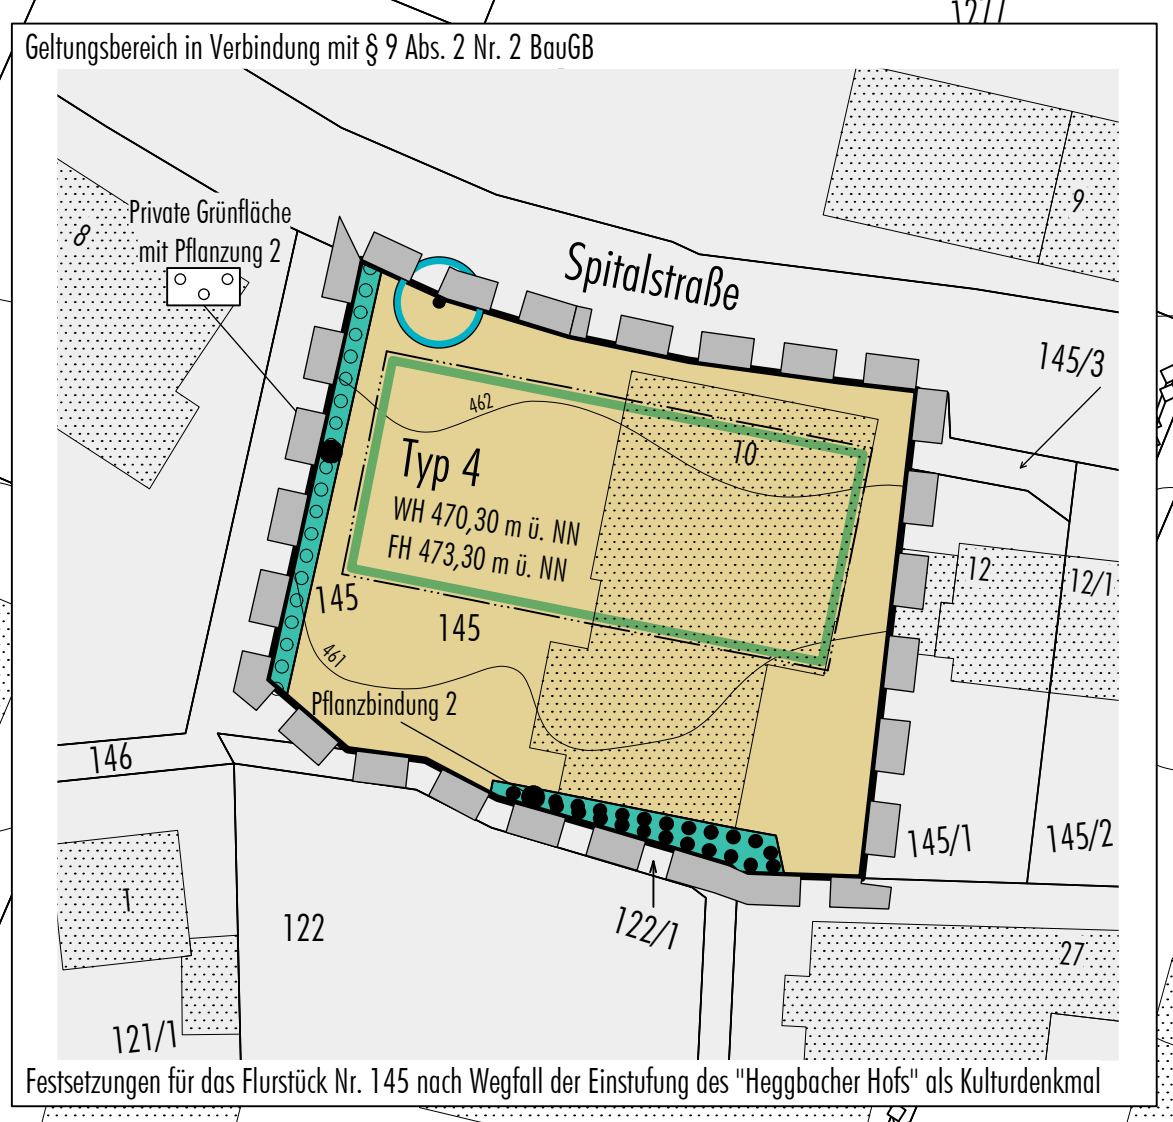 127/
Geltungsbereich in Verbindung mit § 9 Abs. 2 Nr. 2 BauGB
9
Private Grünfläche
mit Pflanzung 2
8
Spitalstraße
145/3
462
10
Typ 4
WH 470,30 m ü. NN
FH 473,30 m ü. NN
12
12/1
145
145
461
Pflanzbindung 2
146
145/1
145/2
1
122
122/1
27
121/1
Festsetzungen für das Flurstück Nr. 145 nach Wegfall der Einstufung des "Heggbacher Hofs" als Kulturdenkmal